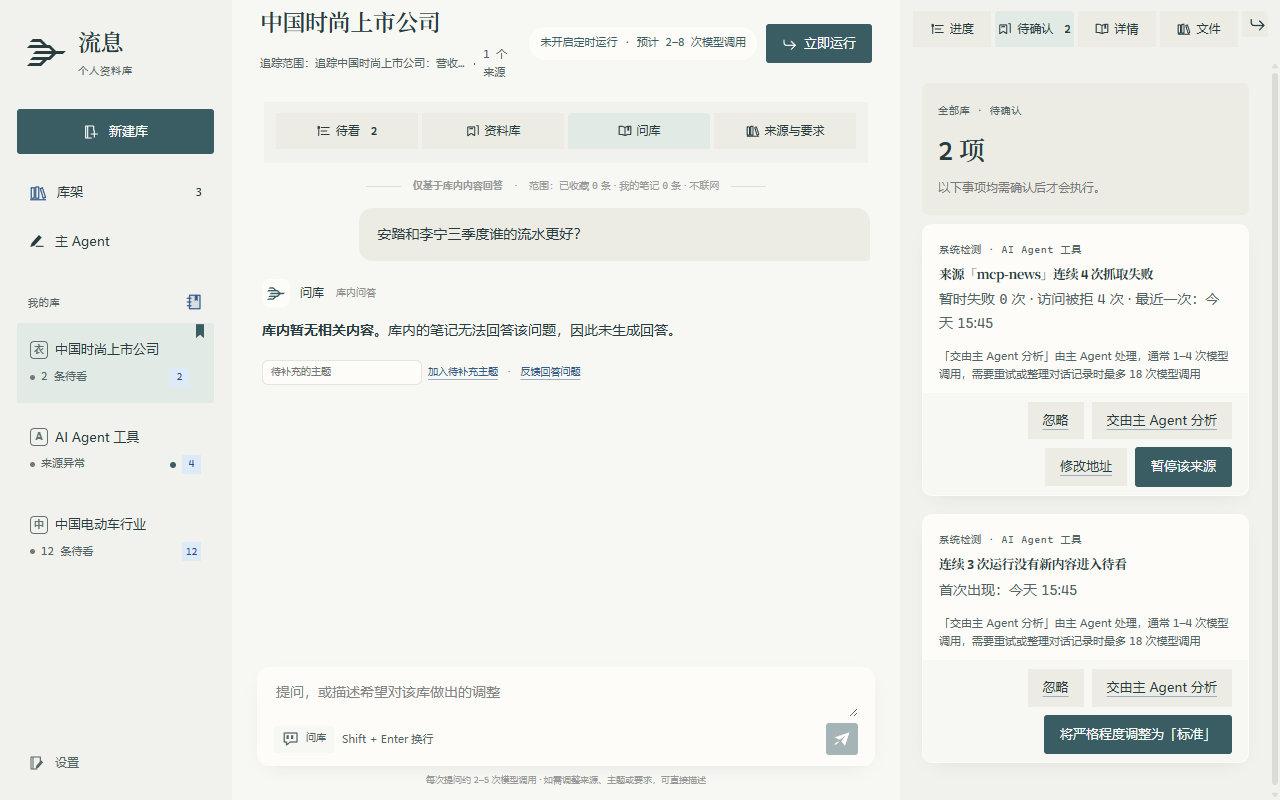 流息
个人资料库
新建库
库架 3
主 Agent
我的库
衣 中国时尚上市公司
2 条待看 2
A AI Agent 工具
来源异常 4
中 中国电动车行业
12 条待看 12
设置
中国时尚上市公司
追踪范围：追踪中国时尚上市公司：营收… · 1 个来源
未开启定时运行 · 预计 2–8 次模型调用
立即运行
待看 2
资料库
问库
来源与要求
仅基于库内内容回答 · 范围：已收藏 0 条 · 我的笔记 0 条 · 不联网
安踏和李宁三季度谁的流水更好？
问库 库内问答
库内暂无相关内容。库内的笔记无法回答该问题，因此未生成回答。
待补充的主题 加入待补充主题 · 反馈回答问题
提问，或描述希望对该库做出的调整
问库 Shift + Enter 换行
每次提问约 2–5 次模型调用 · 如需调整来源、主题或要求，可直接描述
进度
待确认 2
详情
文件
全部库 · 待确认
2 项
以下事项均需确认后才会执行。
系统检测 · AI Agent 工具
来源「mcp-news」连续 4 次抓取失败
暂时失败 0 次 · 访问被拒 4 次 · 最近一次：今
天 15:45
「交由主 Agent 分析」由主 Agent 处理，通常 1–4 次模型
调用，需要重试或整理对话记录时最多 18 次模型调用
忽略
交由主 Agent 分析
修改地址
暂停该来源
系统检测 · AI Agent 工具
连续 3 次运行没有新内容进入待看
首次出现：今天 15:45
「交由主 Agent 分析」由主 Agent 处理，通常 1–4 次模型
调用，需要重试或整理对话记录时最多 18 次模型调用
忽略
交由主 Agent 分析
将严格程度调整为「标准」